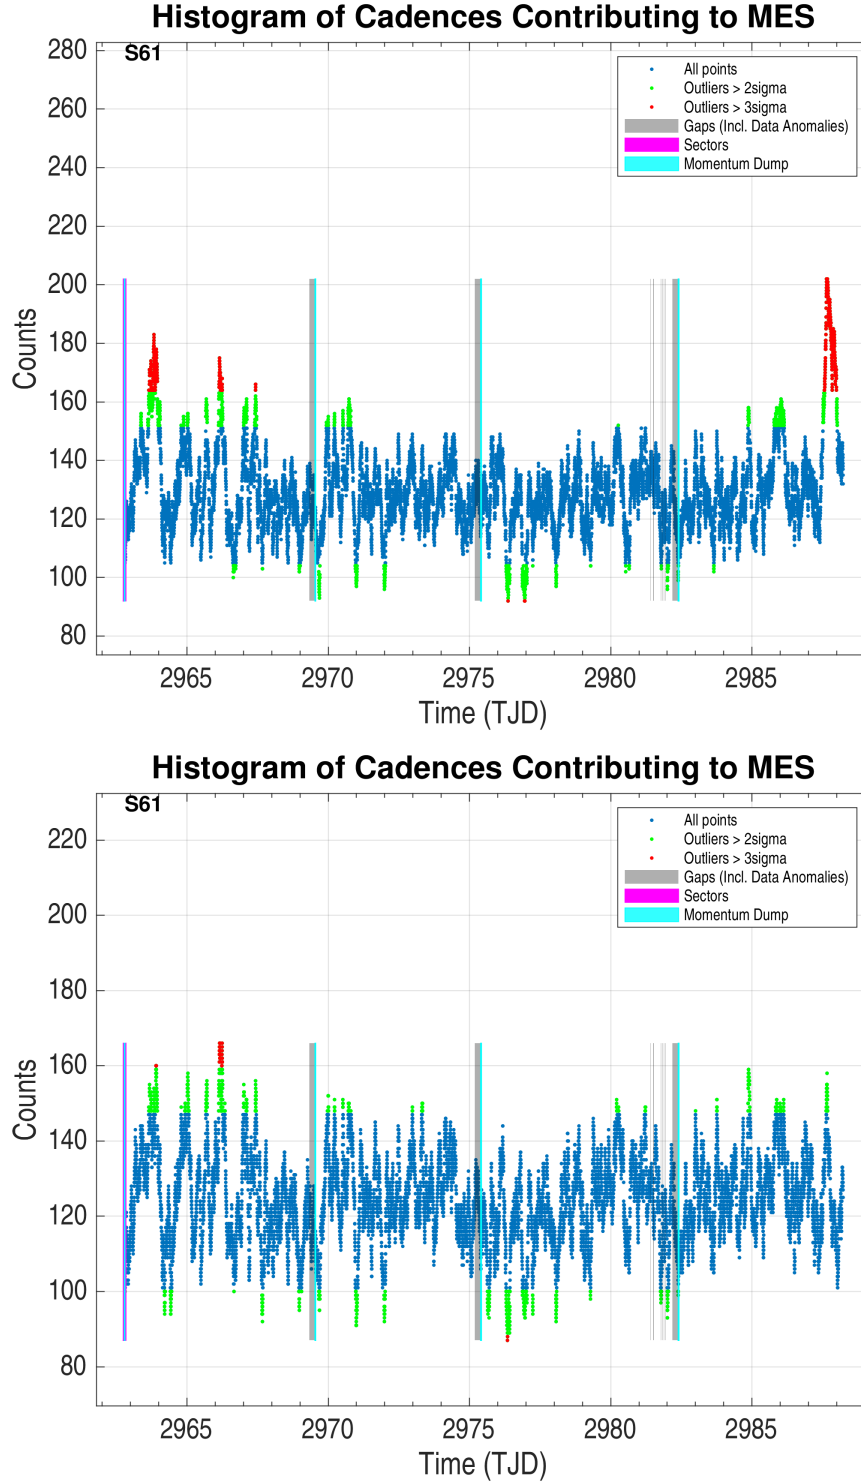 Histogram of Cadences Contributing to MES
S61
All points
Outliers > 2sigma
Outliers > 3sigma
Gaps (Incl. Data Anomalies)
Sectors
Momentum Dump
280
260
240
220
200
180
160
140
120
100
80
Counts
2965 2970 2975 2980 2985
Time (TJD)
Histogram of Cadences Contributing to MES
S61
All points
Outliers > 2sigma
Outliers > 3sigma
Gaps (Incl. Data Anomalies)
Sectors
Momentum Dump
220
200
180
160
140
120
100
80
Counts
2965 2970 2975 2980 2985
Time (TJD)